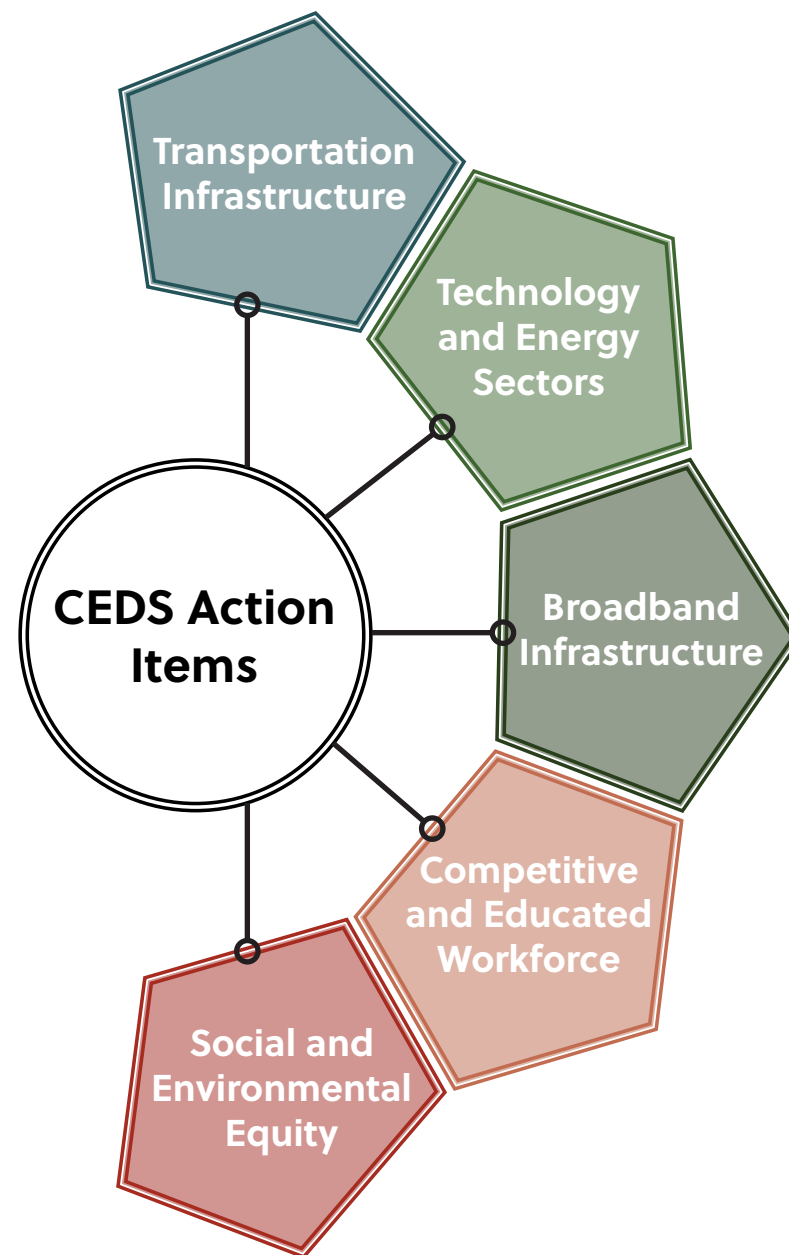 Transportation
Infrastructure
Technology
and Energy
Sectors
CEDS Action
Items
Broadband
Infrastructure
Competitive
and Educated
Workforce
Social and
Environmental
Equity